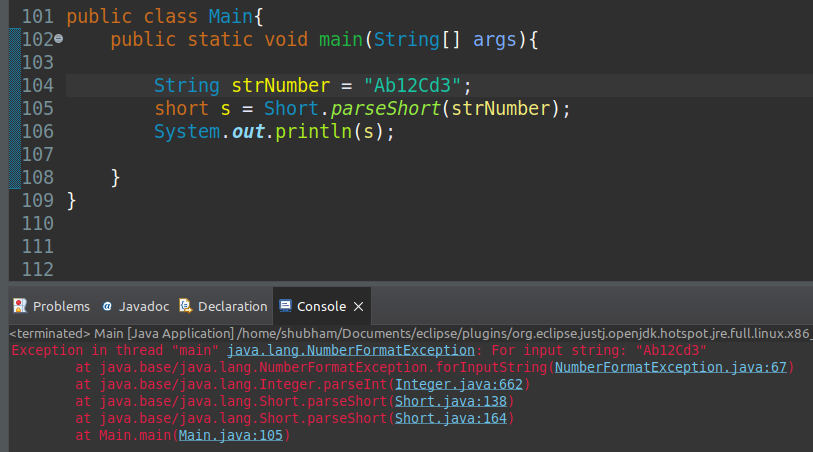 101 public class Main{
102 public static void main(String[] args){
103
104 String strNumber = "Ab12Cd3";
105 short s = Short.parseShort(strNumber);
106 System.out.println(s);
107
108 }
109 }
110
111
112
Problems @ Javadoc Declaration Console
<terminated> Main [Java Application] /home/shubham/Documents/eclipse/plugins/org.eclipse.justj.openjdk.hotspot.jre.full.linux.x86_
Exception in thread "main" java.lang.NumberFormatException: For input string: "Ab12Cd3"
at java.base/java.lang.NumberFormatException.forInputString(NumberFormatException.java:67)
at java.base/java.lang.Integer.parseInt(Integer.java:662)
at java.base/java.lang.Short.parseShort(Short.java:138)
at java.base/java.lang.Short.parseShort(Short.java:164)
at Main.main(Main.java:105)